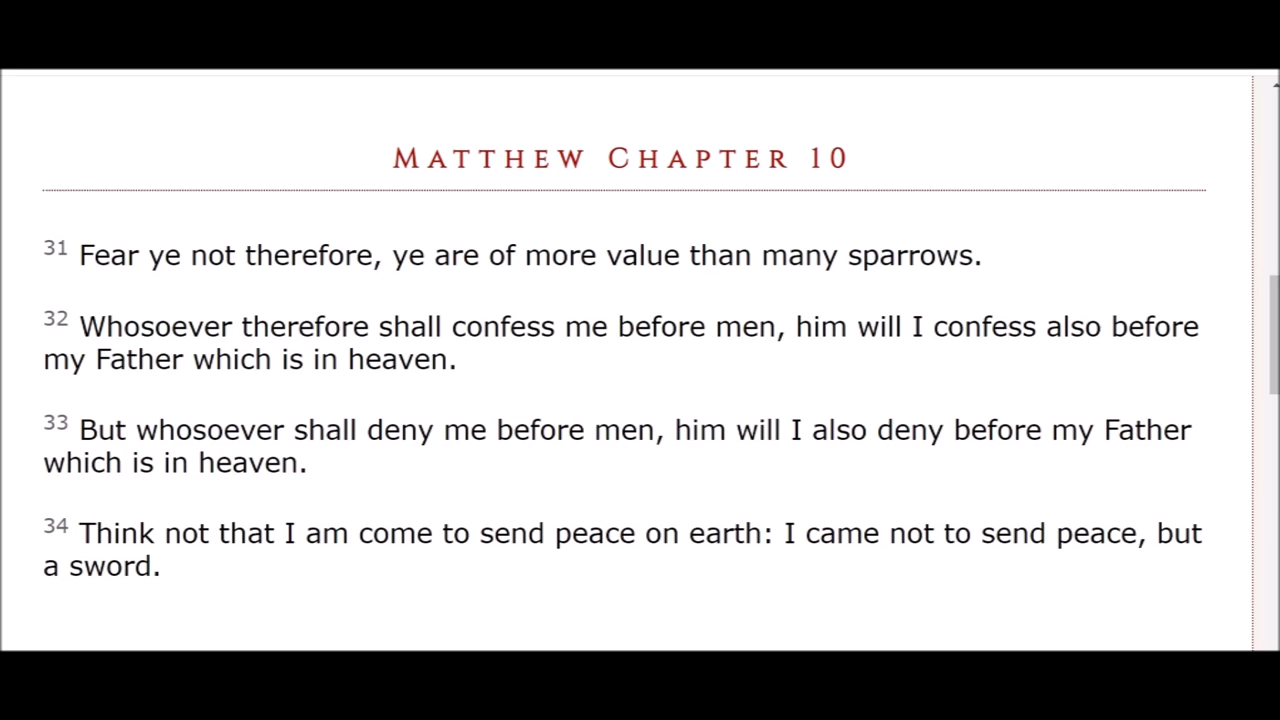 Matthew Chapter 10
31 Fear ye not therefore, ye are of more value than many sparrows.
32 Whosoever therefore shall confess me before men, him will I confess also before
my Father which is in heaven.
33 But whosoever shall deny me before men, him will I also deny before my Father
which is in heaven.
34 Think not that I am come to send peace on earth: I came not to send peace, but
a sword.